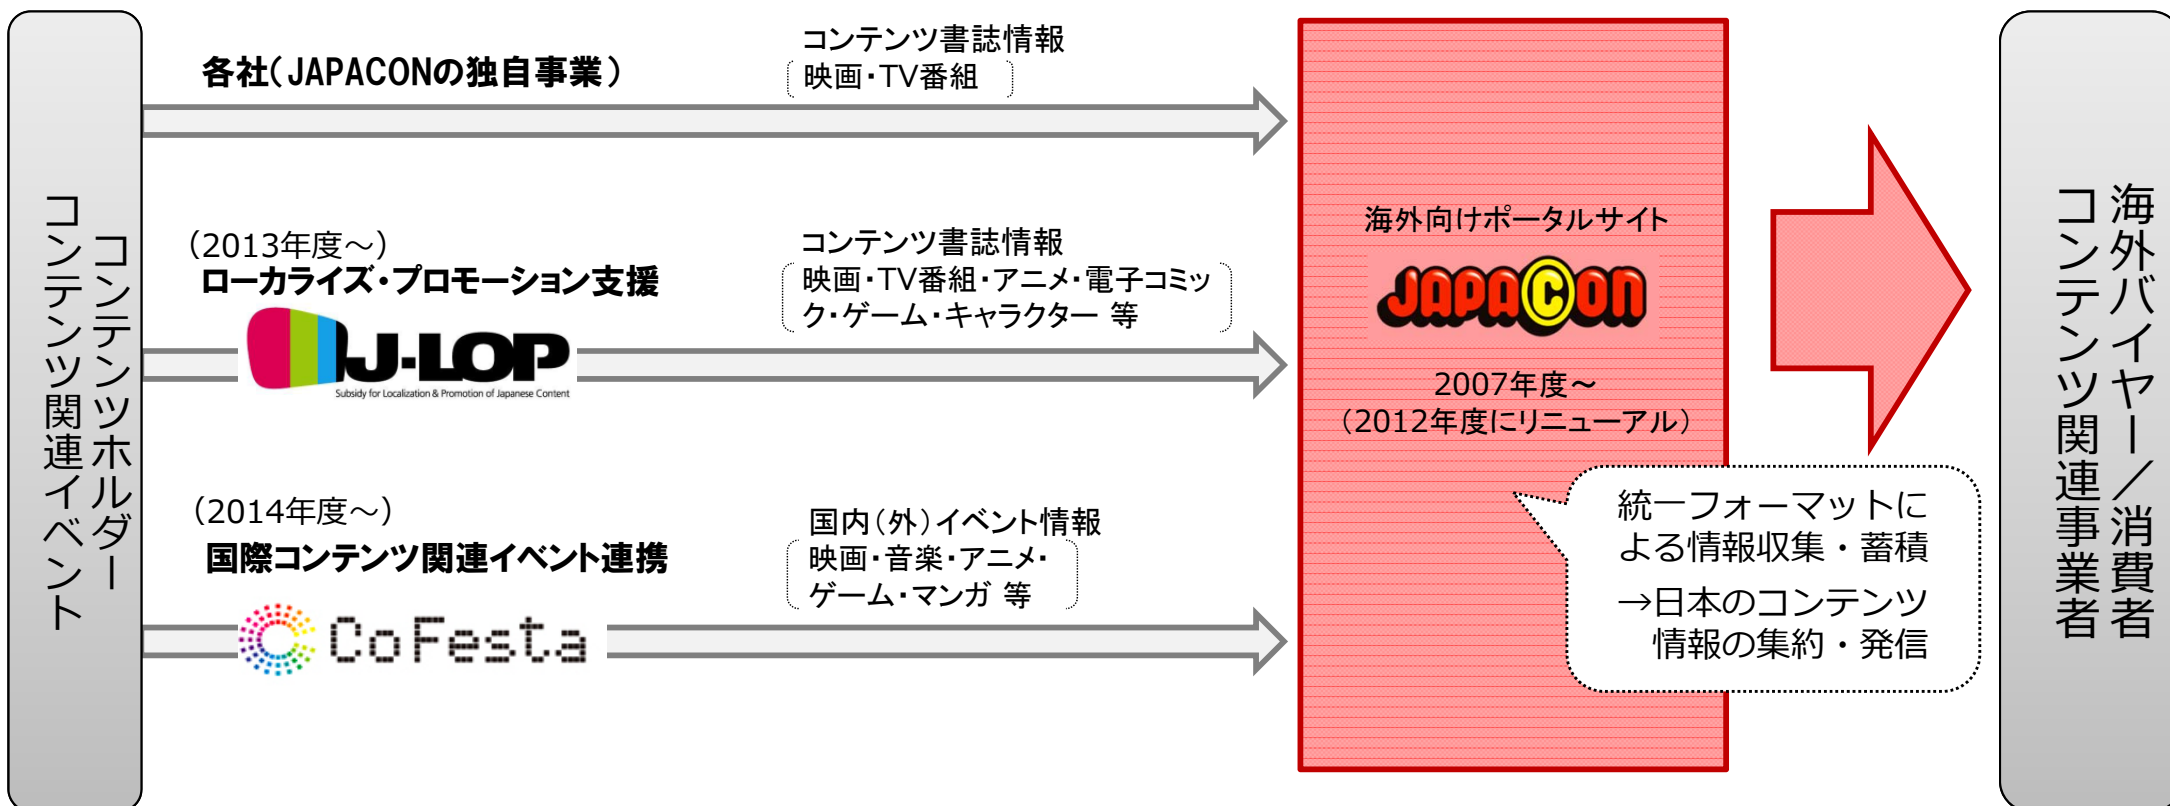 コンテンツホルダー
コンテンツ関連イベント
各社(JAPACONの独自事業)
コンテンツ書誌情報
映画・TV番組
(2013年度~)
ローカライズ・プロモーション支援
J-LOP
Subsidy for Localization & Promotion of Japanese Content
コンテンツ書誌情報
映画・TV番組・アニメ・電子コミッ
ク・ゲーム・キャラクター 等
(2014年度~)
国際コンテンツ関連イベント連携
CoFesta
国内(外)イベント情報
映画・音楽・アニメ・
ゲーム・マンガ 等
海外向けポータルサイト
JAPACON
2007年度~
(2012年度にリニューアル)
統一フォーマットに
よる情報収集・蓄積
→日本のコンテンツ
情報の集約・発信
海外バイヤー/消費者
コンテンツ関連事業者